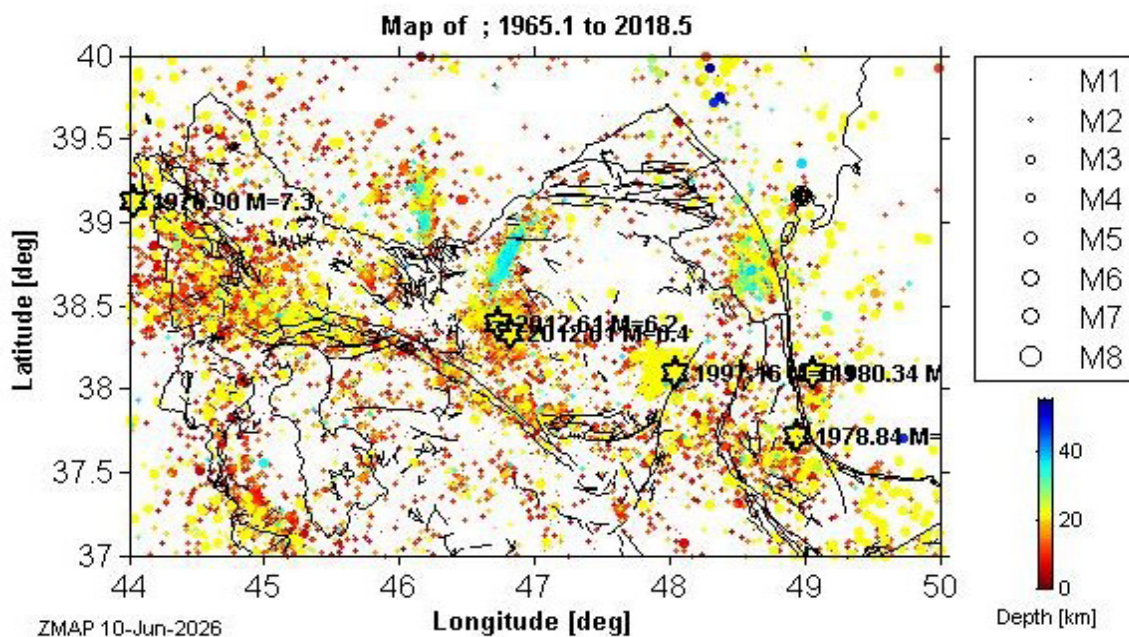 Map of ; 1965.1 to 2018.5
40
39.5
39
38.5
38
37.5
37
44
45
46
47
48
49
50
Latitude [deg]
Longitude [deg]
M=7.3
2012.61 M=6.2
M=6.4
1980.34 M
1978.84 M=
M1
M2
M3
M4
M5
M6
M7
M8
40
20
0
Depth [km]
ZMAP 10-Jun-2026